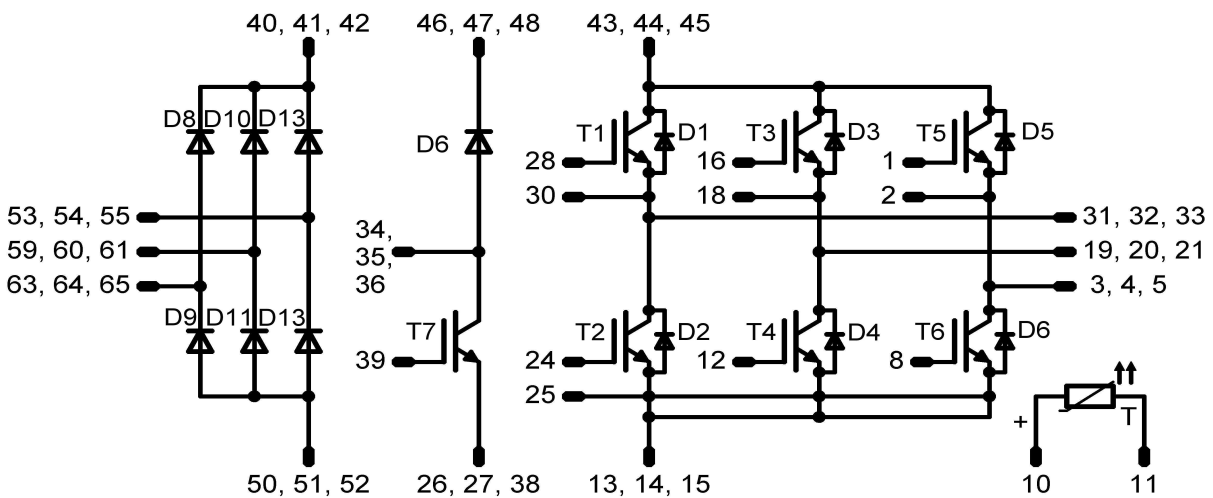 40, 41, 42 46, 47, 48 43, 44, 45
D8 D10 D13 D6 T1 D1 T3 D3 T5 D5
28 16 1
30 18 2
53, 54, 55 31, 32, 33
59, 60, 61 34, 35, 36 19, 20, 21
63, 64, 65 3, 4, 5
D9 D11 D13 T7 T2 D2 T4 D4 T6 D6
39 24 12 8
25
+ - T
50, 51, 52 26, 27, 38 13, 14, 15 10 11